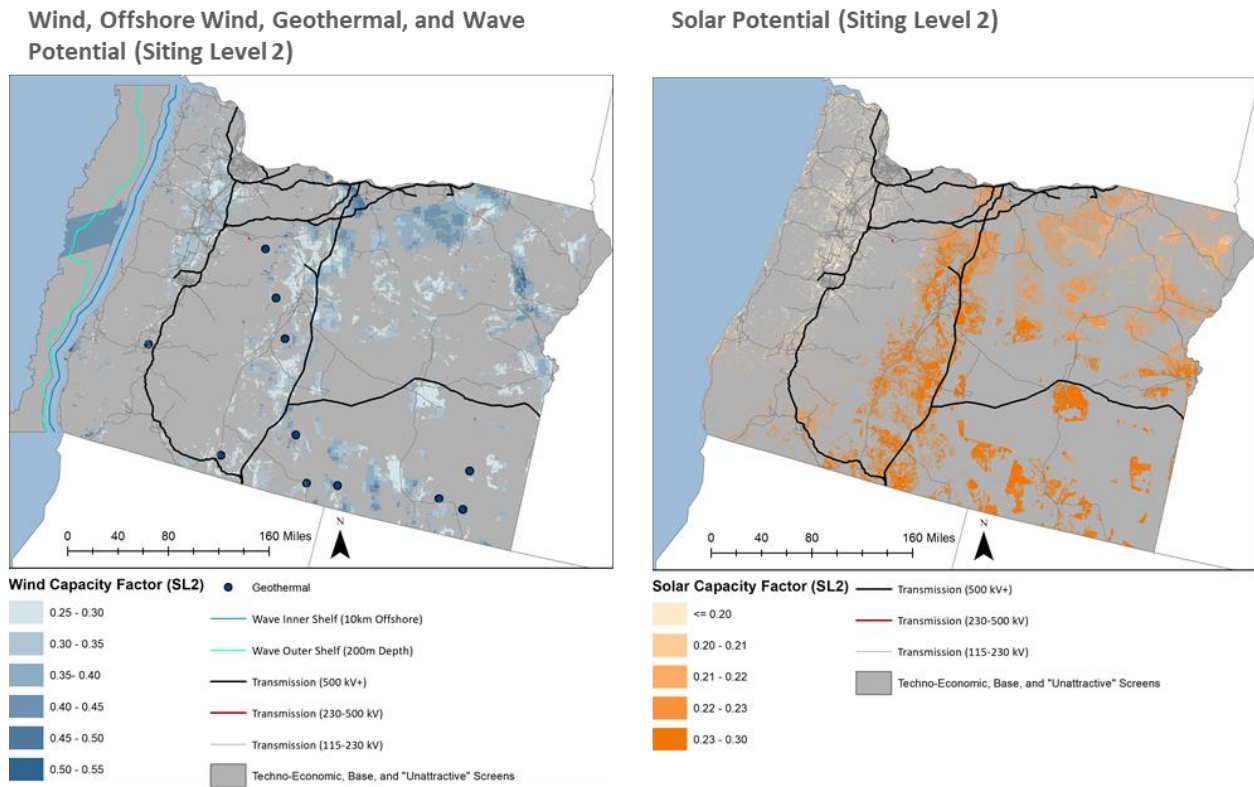 Wind, Offshore Wind, Geothermal, and Wave
Potential (Siting Level 2)
Solar Potential (Siting Level 2)
N
0 40 80 160 Miles
N
0 40 80 160 Miles
Wind Capacity Factor (SL2)
0.25 - 0.30
0.30 - 0.35
0.35- 0.40
0.40 - 0.45
0.45 - 0.50
0.50 - 0.55
Geothermal
Wave Inner Shelf (10km Offshore)
Wave Outer Shelf (200m Depth)
Transmission (500 kV+)
Transmission (230-500 kV)
Transmission (115-230 kV)
Techno-Economic, Base, and "Unattractive" Screens
Solar Capacity Factor (SL2)
<= 0.20
0.20 - 0.21
0.21 - 0.22
0.22 - 0.23
0.23 - 0.30
Transmission (500 kV+)
Transmission (230-500 kV)
Transmission (115-230 kV)
Techno-Economic, Base, and "Unattractive" Screens